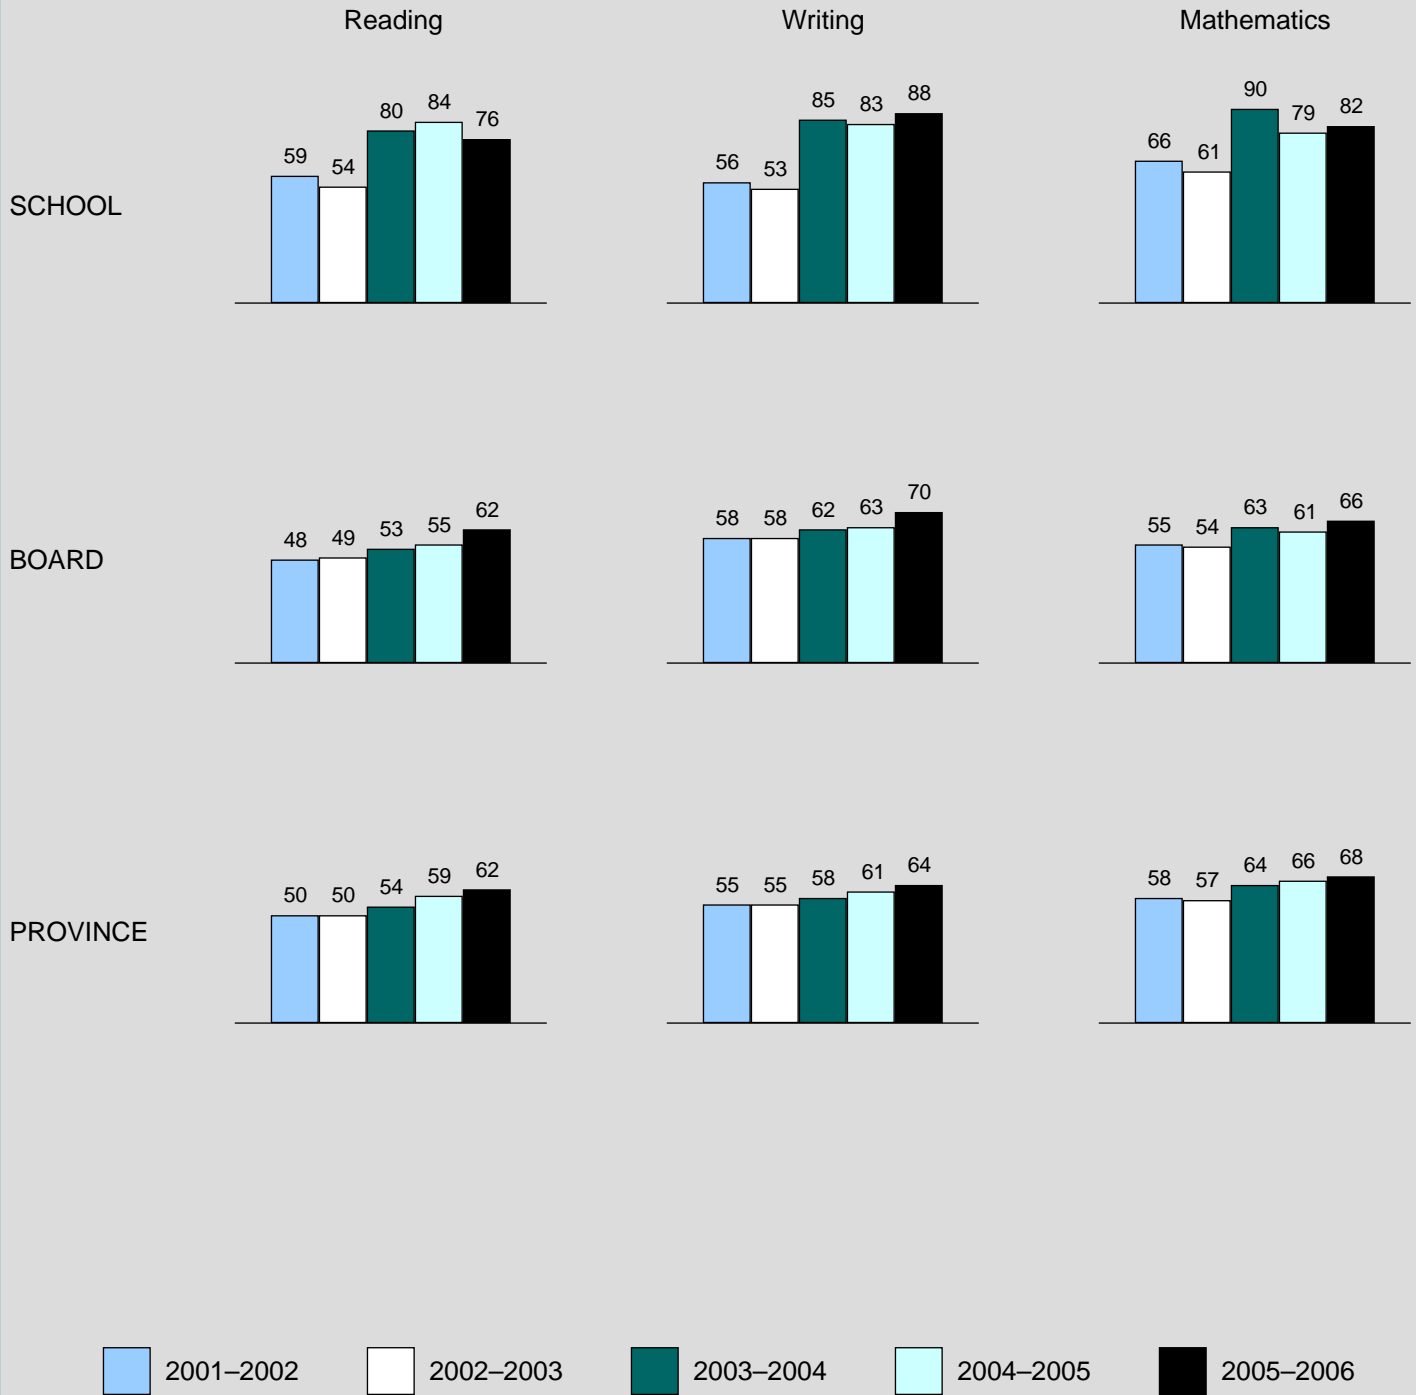 Reading Writing Mathematics
SCHOOL
59 54 80 84 76
56 53 85 83 88
66 61 90 79 82
BOARD
48 49 53 55 62
58 58 62 63 70
55 54 63 61 66
PROVINCE
50 50 54 59 62
55 55 58 61 64
58 57 64 66 68
2001–2002 2002–2003 2003–2004 2004–2005 2005–2006